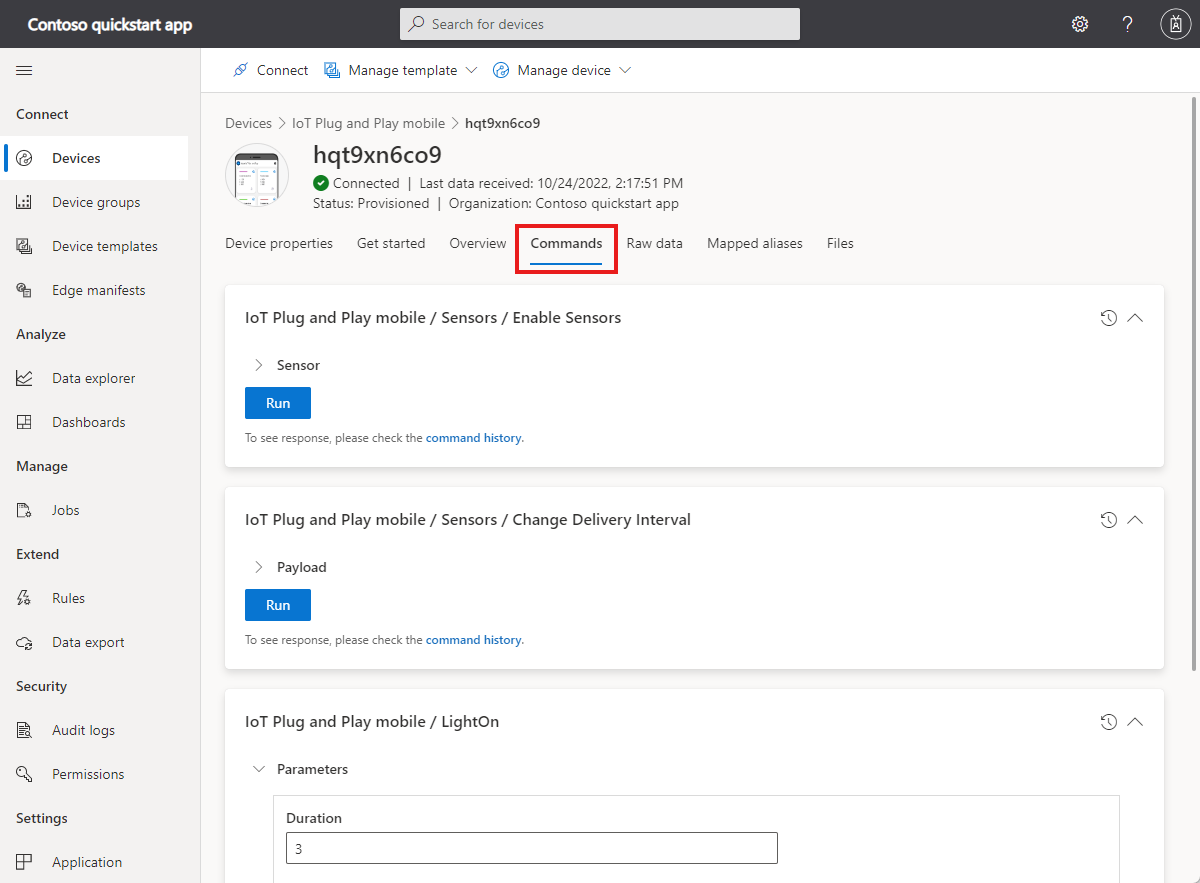 Contoso quickstart app
Search for devices
?
Connect
Manage template
Manage device
Connect
Devices
Device groups
Device templates
Edge manifests
Analyze
Data explorer
Dashboards
Manage
Jobs
Extend
Rules
Data export
Security
Audit logs
Permissions
Settings
Application
Devices > IoT Plug and Play mobile > hqt9xn6co9
hqt9xn6co9
Connected | Last data received: 10/24/2022, 2:17:51 PM
Status: Provisioned | Organization: Contoso quickstart app
Device properties Get started Overview Commands Raw data Mapped aliases Files
IoT Plug and Play mobile / Sensors / Enable Sensors
Sensor
Run
To see response, please check the command history.
IoT Plug and Play mobile / Sensors / Change Delivery Interval
Payload
Run
To see response, please check the command history.
IoT Plug and Play mobile / LightOn
Parameters
Duration
3